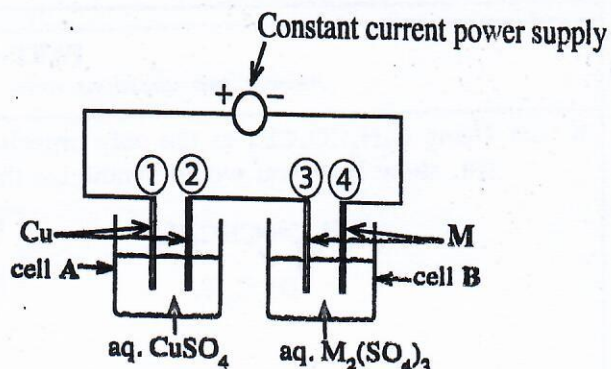 Constant current power supply
+ −
① ② ③ ④
Cu M
cell A cell B
aq. CuSO₄ aq. M₂(SO₄)₃